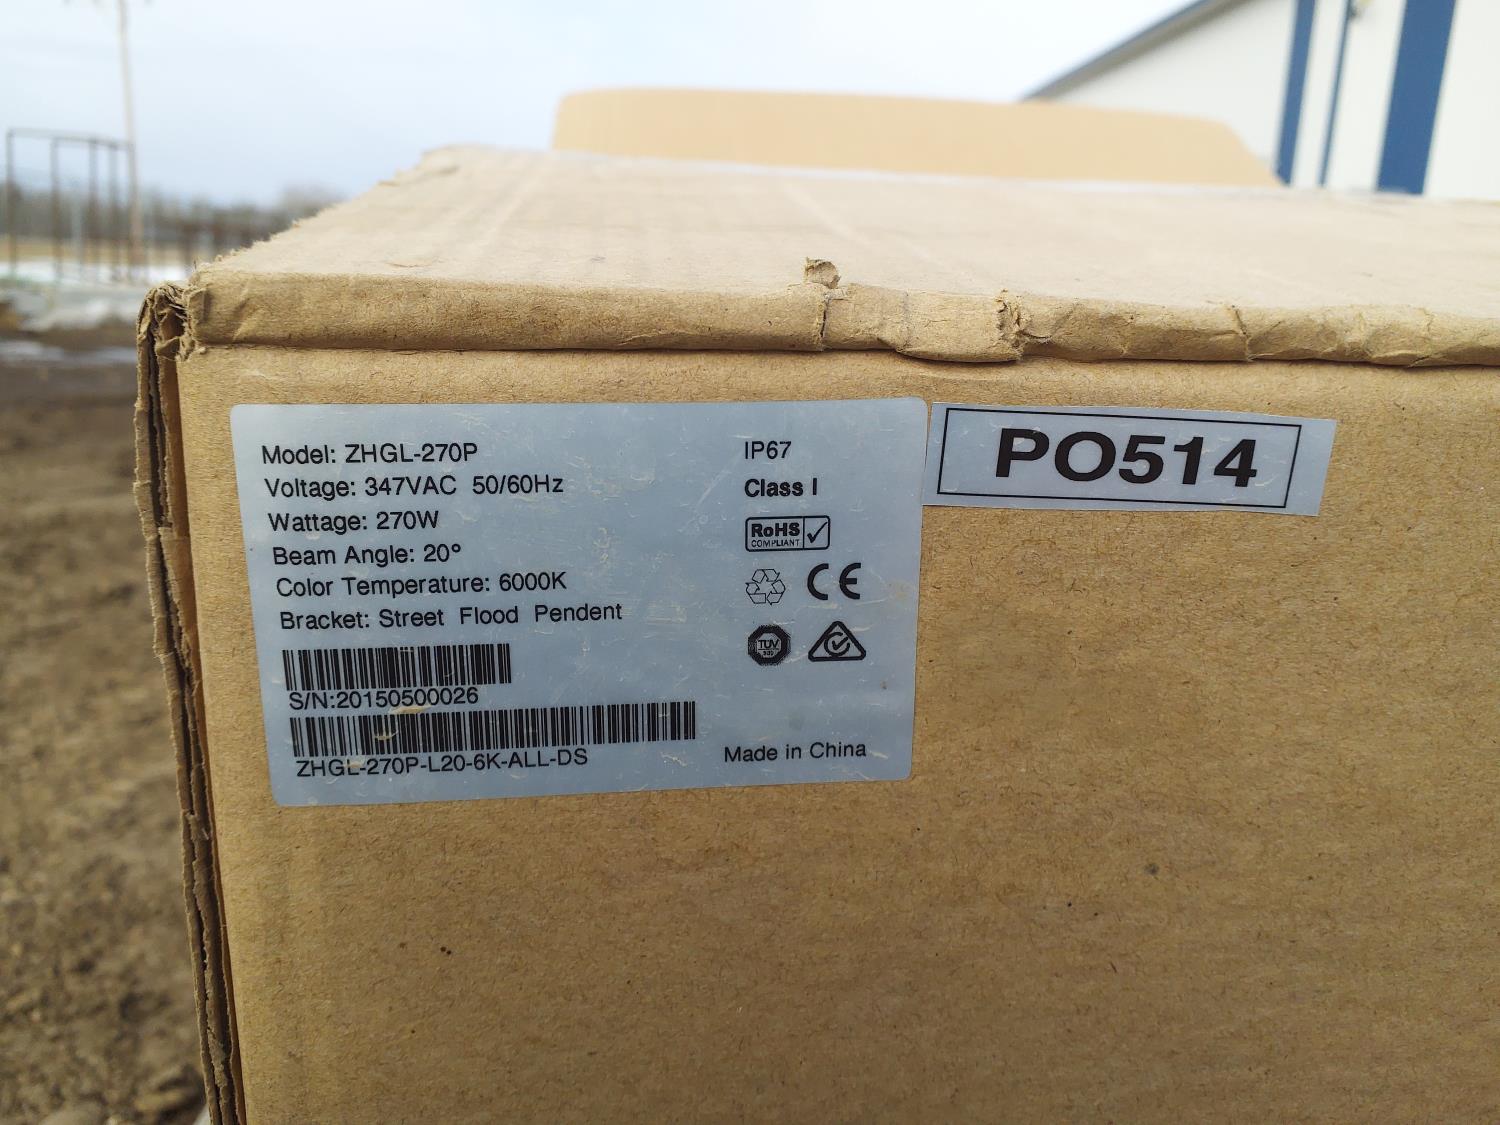 Model: ZHGL-270P
Voltage: 347VAC 50/60Hz
Wattage: 270W
Beam Angle: 20°
Color Temperature: 6000K
Bracket: Street Flood Pendent
S/N:20150500026
ZHGL-270P-L20-6K-ALL-DS
IP67
Class I
RoHS
COMPLIANT
CE
TUV
Made in China
PO514